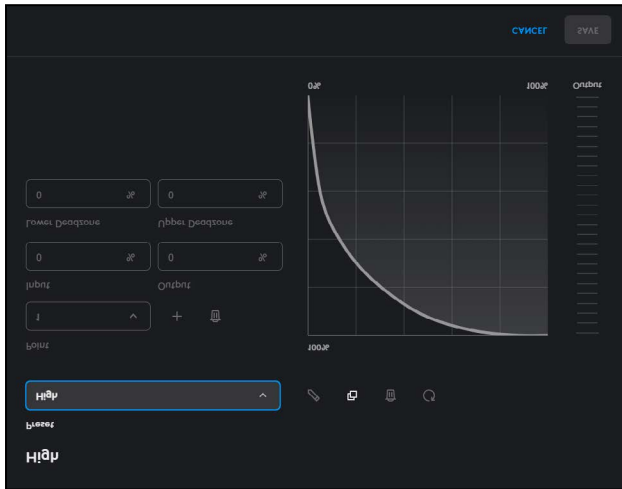 High
Preset
High
Point
100%
1
Input
Output
0 %
0 %
Lower Deadzone
Upper Deadzone
0 %
0 %
0%
100%
Output
CANCEL
SAVE